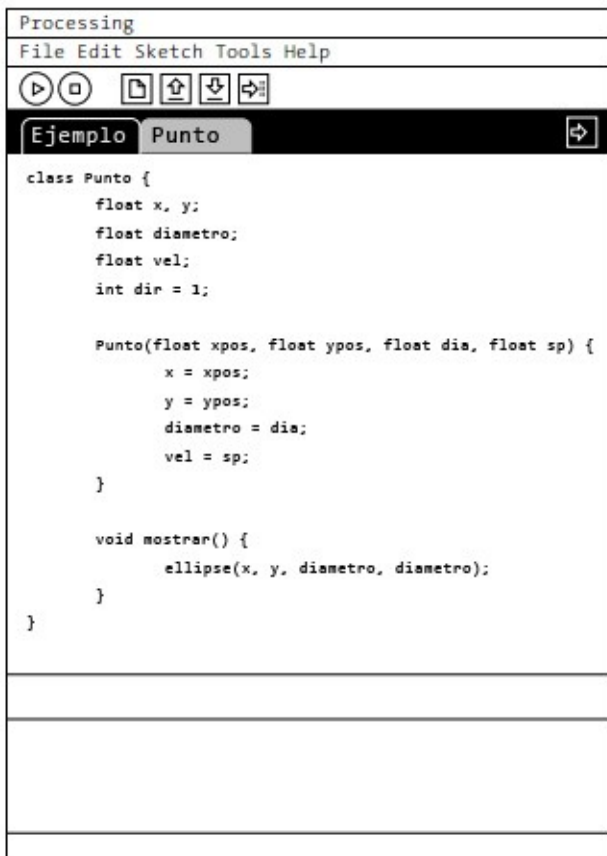 Processing
File Edit Sketch Tools Help
Ejemplo Punto
class Punto {
float x, y;
float diametro;
float vel;
int dir = 1;
Punto(float xpos, float ypos, float dia, float sp) {
x = xpos;
y = ypos;
diametro = dia;
vel = sp;
}
void mostrar() {
ellipse(x, y, diametro, diametro);
}
}